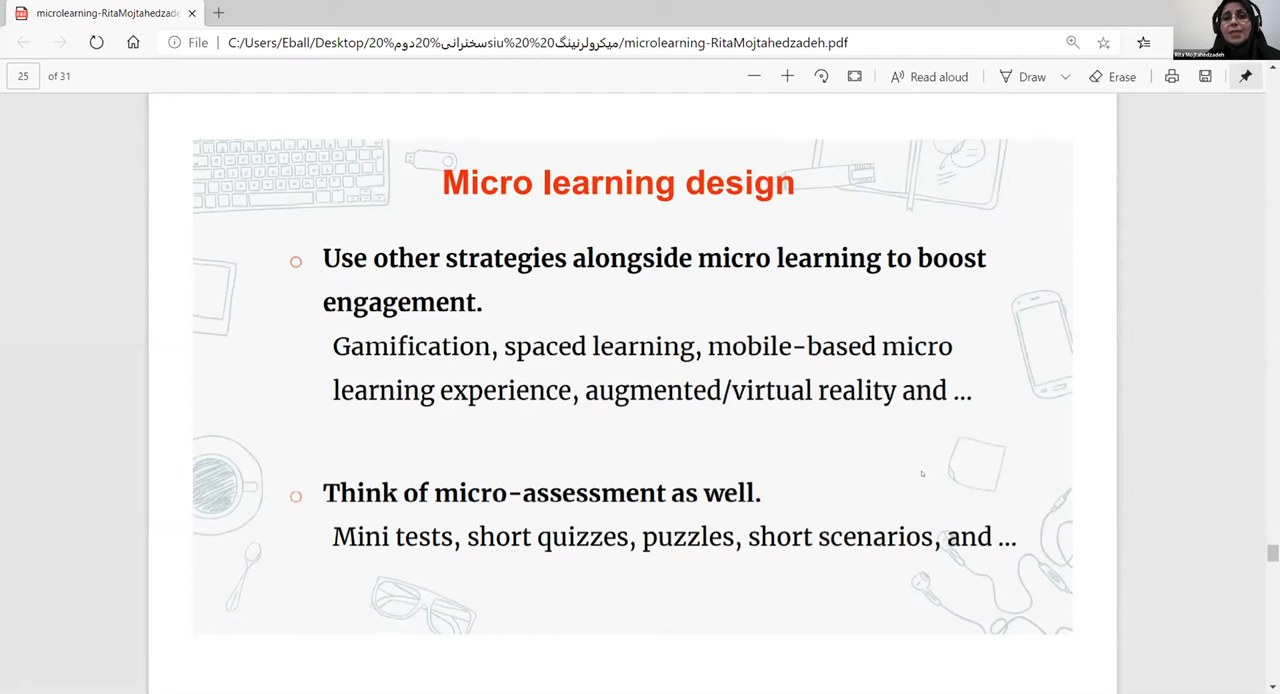 microlearning-RitaMojtahedzade
File
C:/Users/Eball/Desktop/20%سخنرانی%20دوم%20siu%20%20میکرولرنینگ/microlearning-RitaMojtahedzadeh.pdf
Rita Mojtahedzadeh
25 of 31
Read aloud
Draw
Erase
Micro learning design
Use other strategies alongside micro learning to boost
engagement.
Gamification, spaced learning, mobile-based micro
learning experience, augmented/virtual reality and ...
Think of micro-assessment as well.
Mini tests, short quizzes, puzzles, short scenarios, and ...